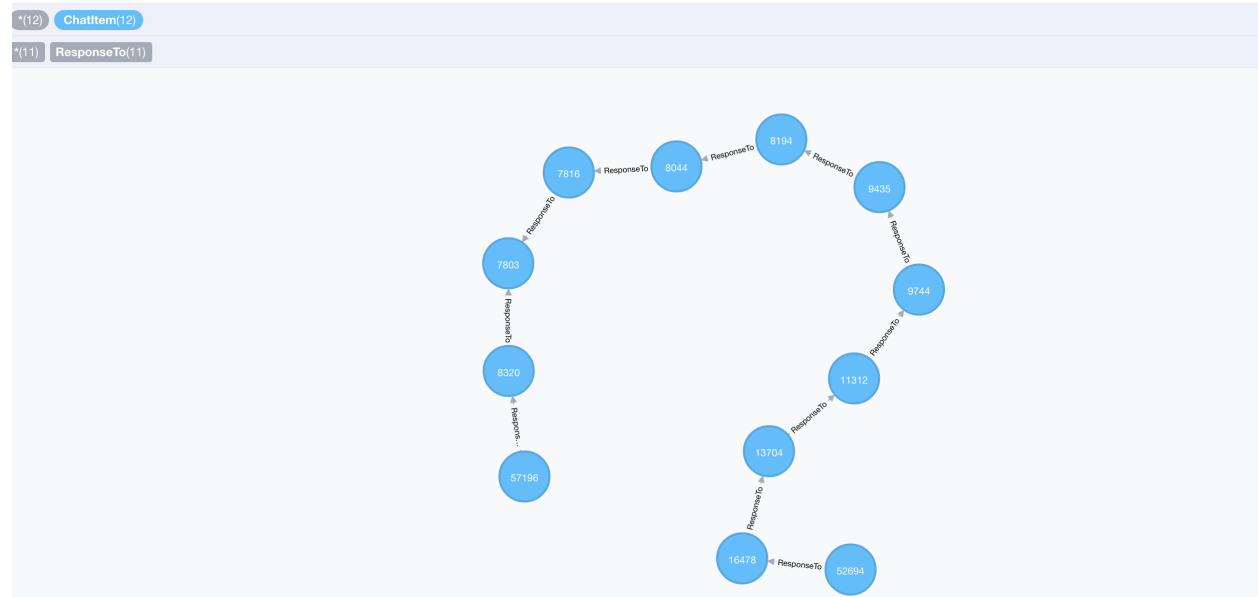 *(12) ChatItem(12)
*(11) ResponseTo(11)
8194
ResponseTo
ResponseTo
8044
ResponseTo
7816
9435
ResponseTo
ResponseTo
7803
9744
ResponseTo
ResponseTo
8320
11312
Respons...
ResponseTo
13704
57196
ResponseTo
16478
ResponseTo
52694